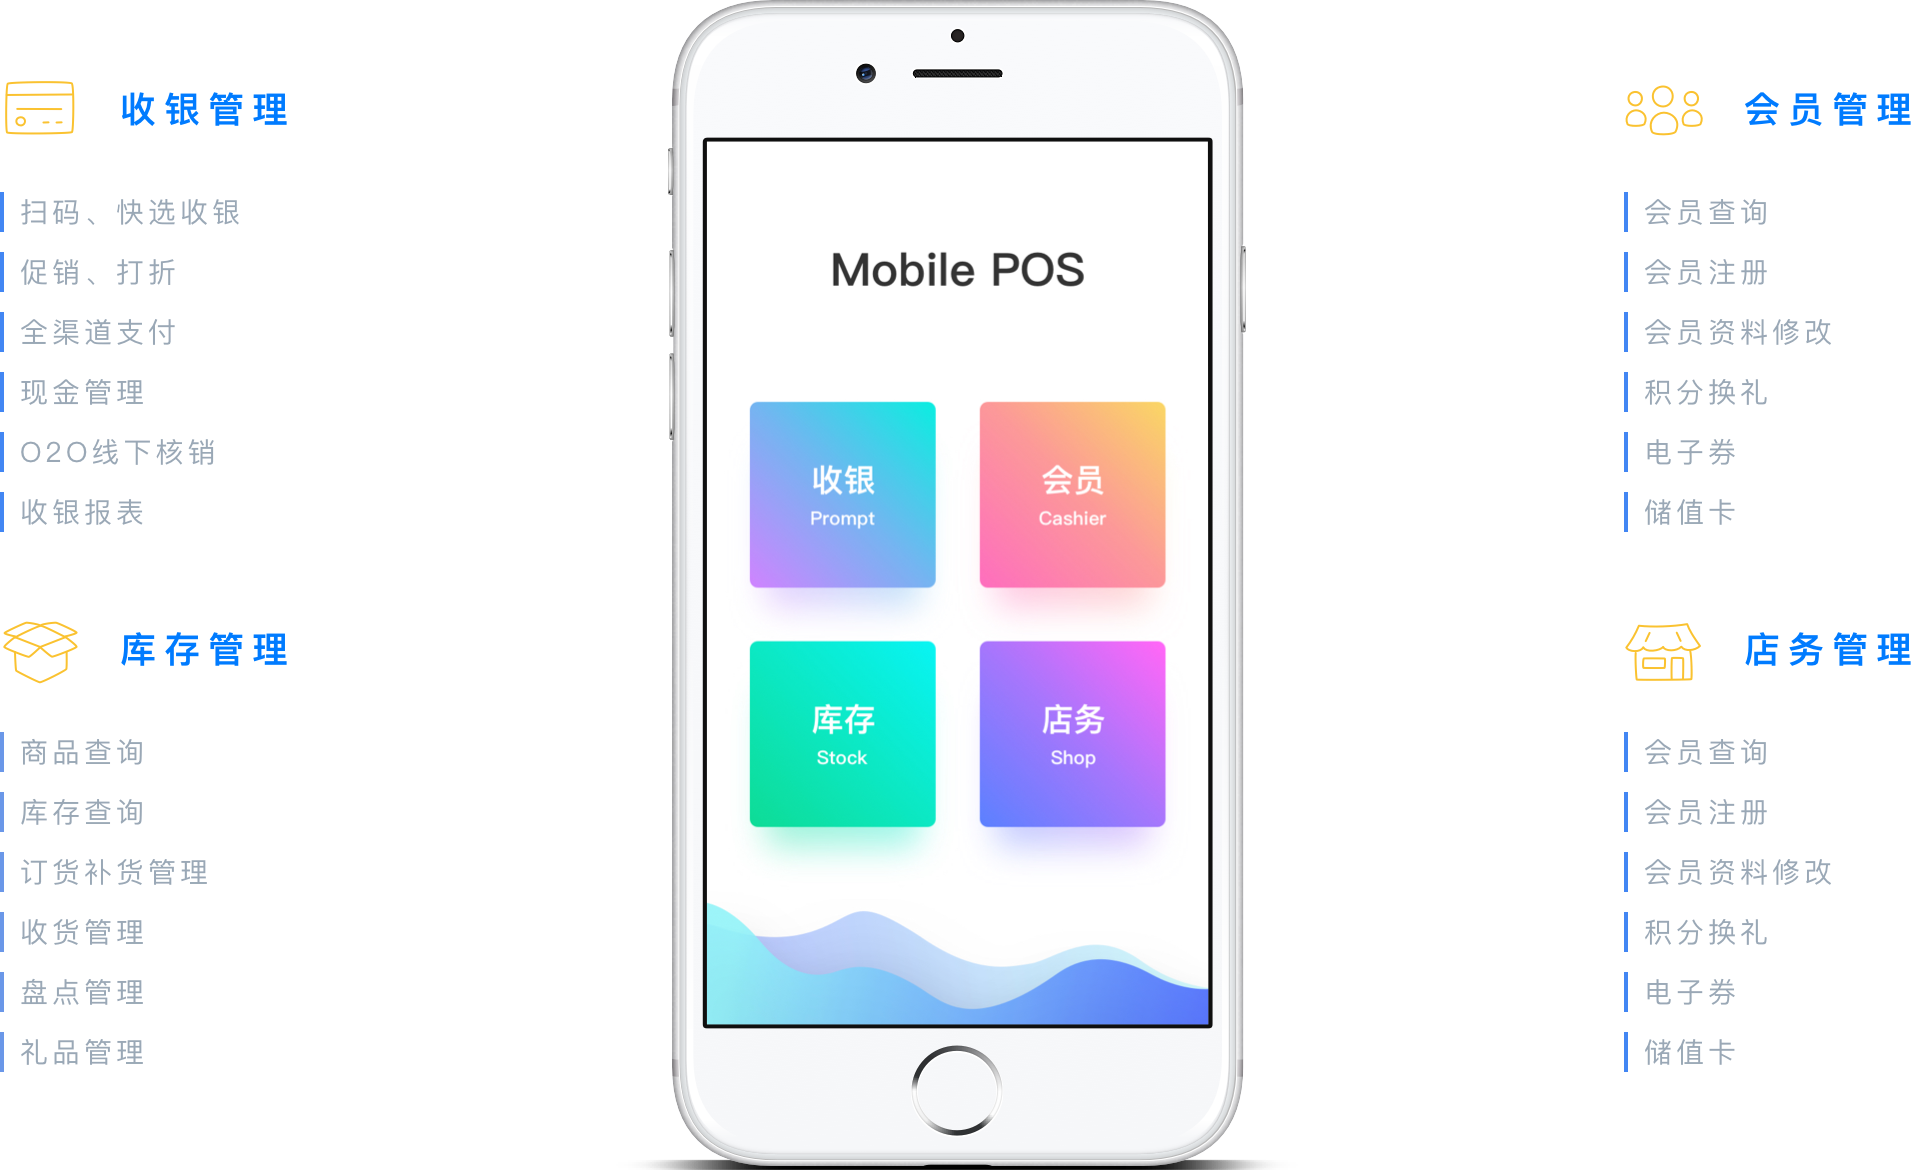 收银管理
扫码、快选收银
促销、打折
全渠道支付
现金管理
O2O线下核销
收银报表
库存管理
商品查询
库存查询
订货补货管理
收货管理
盘点管理
礼品管理
Mobile POS
收银
Prompt
会员
Cashier
库存
Stock
店务
Shop
会员管理
会员查询
会员注册
会员资料修改
积分换礼
电子券
储值卡
店务管理
会员查询
会员注册
会员资料修改
积分换礼
电子券
储值卡